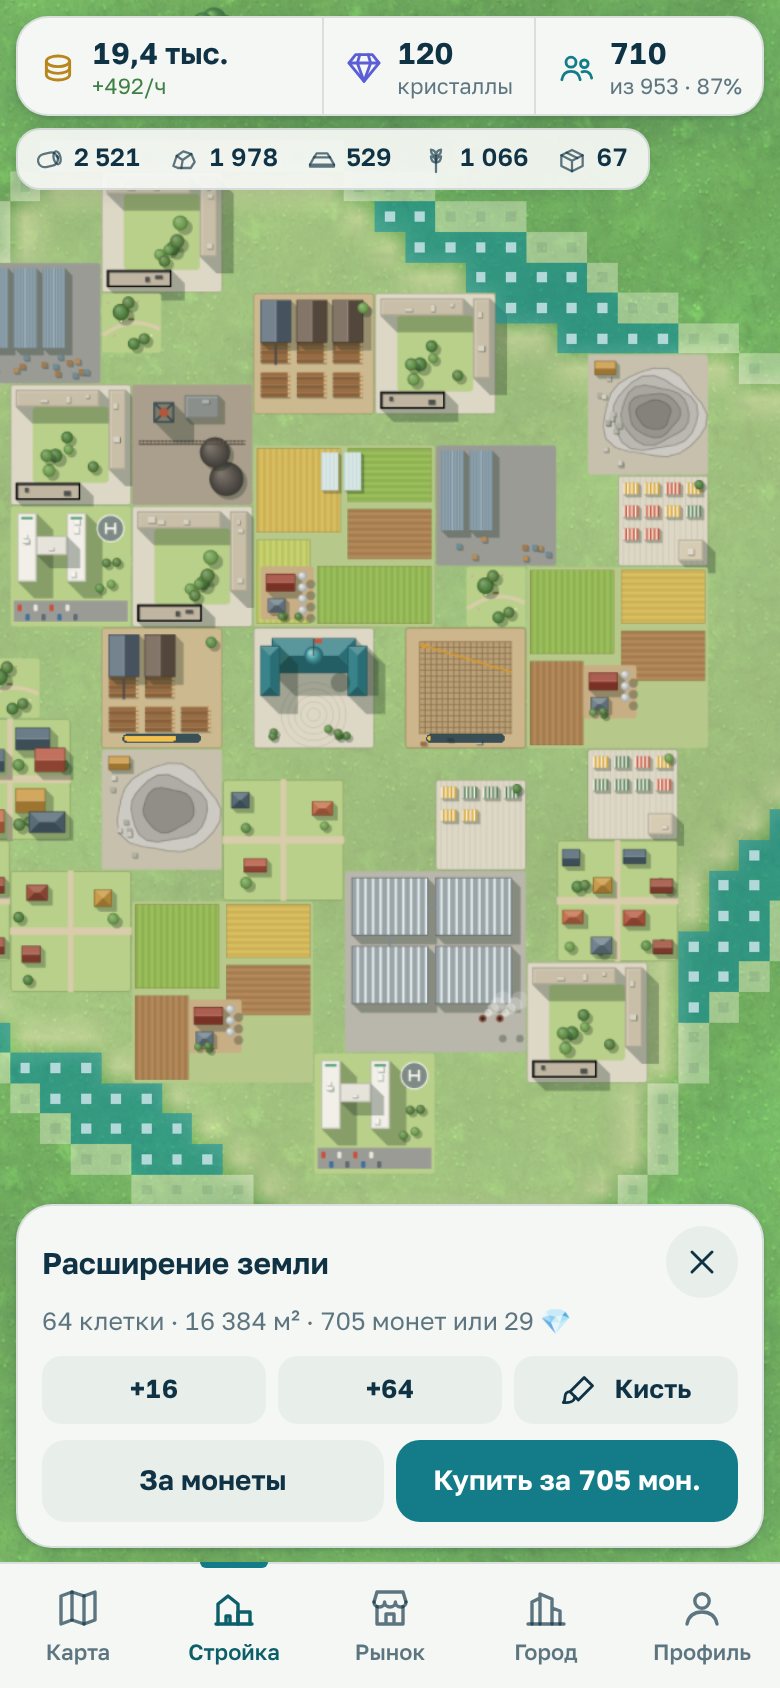 19,4 тыс.
+492/ч
120
кристаллы
710
из 953 · 87%
2 521
1 978
529
1 066
67
H
H
Расширение земли
64 клетки · 16 384 м² · 705 монет или 29 💎
+16
+64
Кисть
За монеты
Купить за 705 мон.
Карта
Стройка
Рынок
Город
Профиль